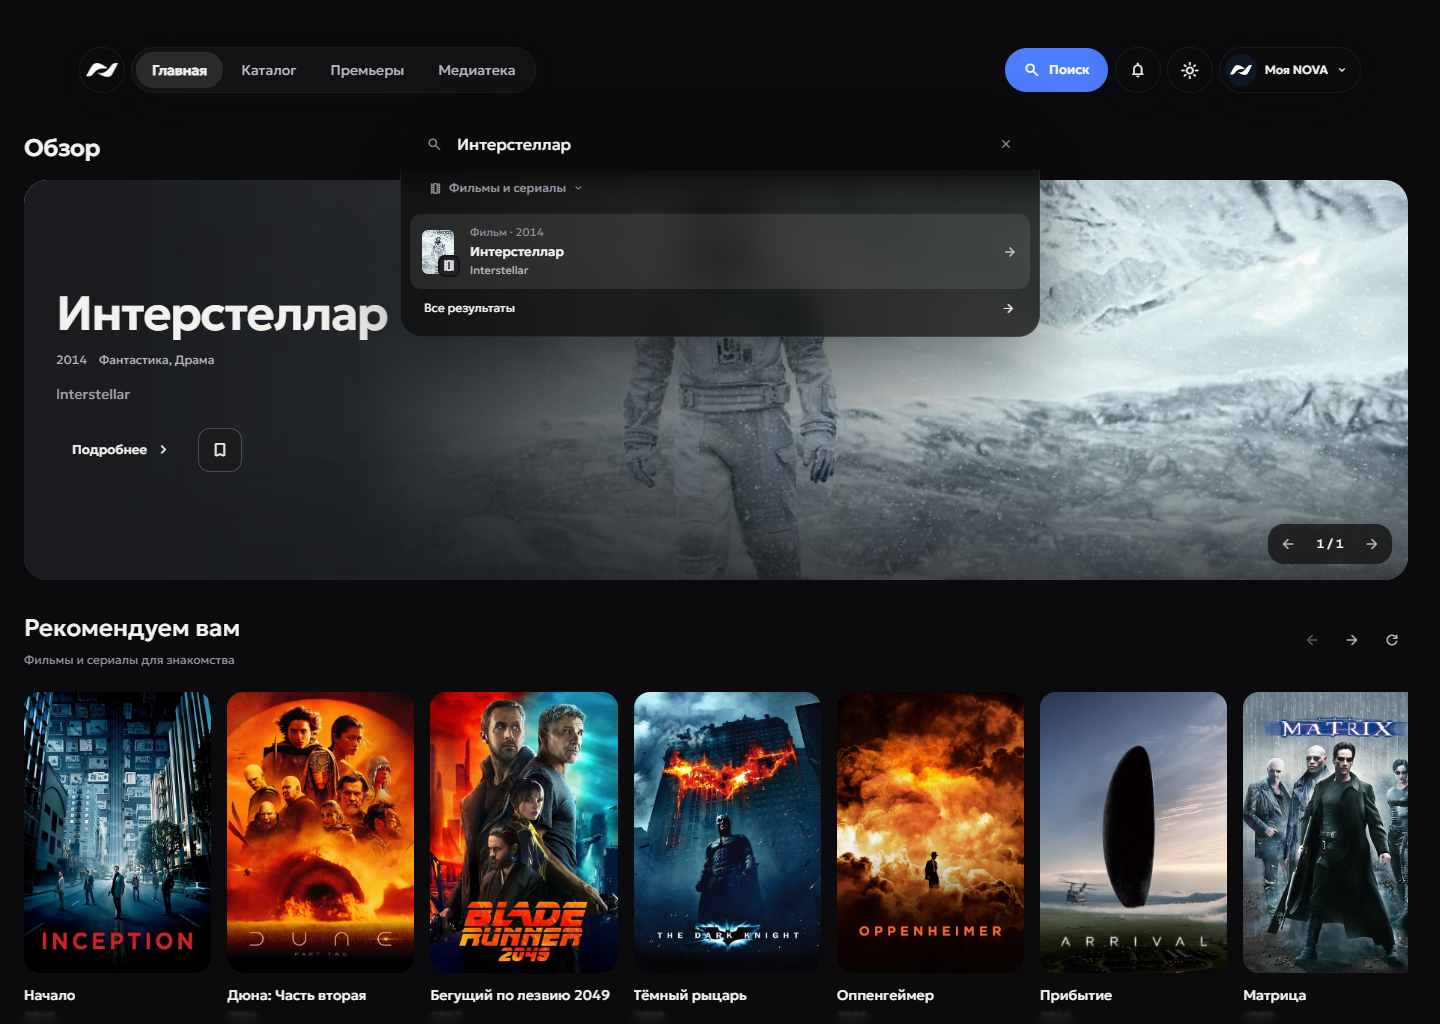 Главная
Каталог
Премьеры
Медиатека
Поиск
Моя NOVA
Обзор
Интерстеллар
Фильмы и сериалы
Фильм · 2014
Интерстеллар
Interstellar
Все результаты
Интерстеллар
2014 Фантастика, Драма
Interstellar
Подробнее
1/1
Рекомендуем вам
Фильмы и сериалы для знакомства
INCEPTION
DUNE
PART TWO
BLADE
RUNNER
2049
THE DARK KNIGHT
OPPENHEIMER
ARRIVAL
MATRIX
Начало
Дюна: Часть вторая
Бегущий по лезвию 2049
Тёмный рыцарь
Оппенгеймер
Прибытие
Матрица